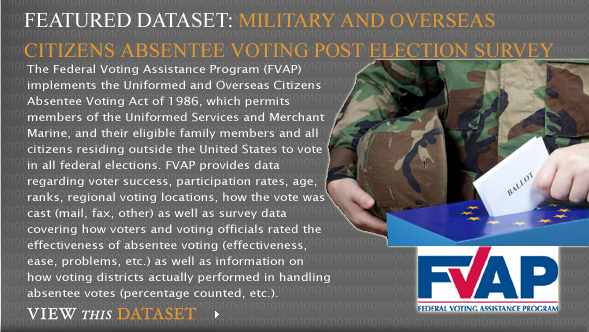 FEATURED DATASET: MILITARY AND OVERSEAS
CITIZENS ABSENTEE VOTING POST ELECTION SURVEY
The Federal Voting Assistance Program (FVAP)
implements the Uniformed and Overseas Citizens
Absentee Voting Act of 1986, which permits
members of the Uniformed Services and Merchant
Marine, and their eligible family members and all
citizens residing outside the United States to vote
in all federal elections. FVAP provides data
regarding voter success, participation rates, age,
ranks, regional voting locations, how the vote was
cast (mail, fax, other) as well as survey data
covering how voters and voting officials rated the
effectiveness of absentee voting (effectiveness,
ease, problems, etc.) as well as information on
how voting districts actually performed in handling
absentee votes (percentage counted, etc.).
VIEW THIS DATASET
BALLOT
FVAP
FEDERAL VOTING ASSISTANCE PROGRAM